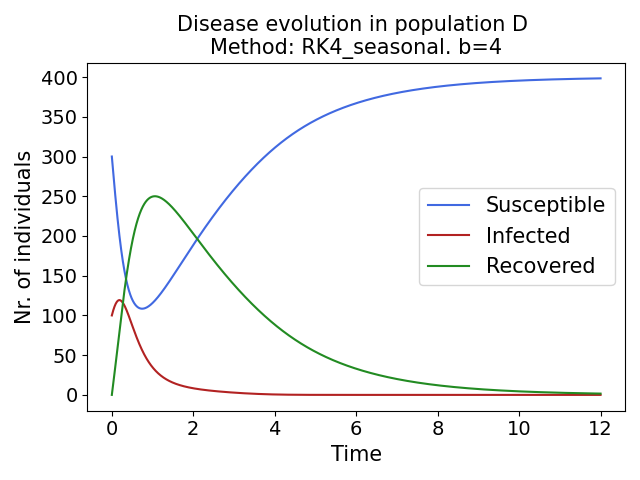 Disease evolution in population D
Method: RK4_seasonal. b=4
400
350
300
250
200
150
100
50
0
Nr. of individuals
Susceptible
Infected
Recovered
0 2 4 6 8 10 12
Time